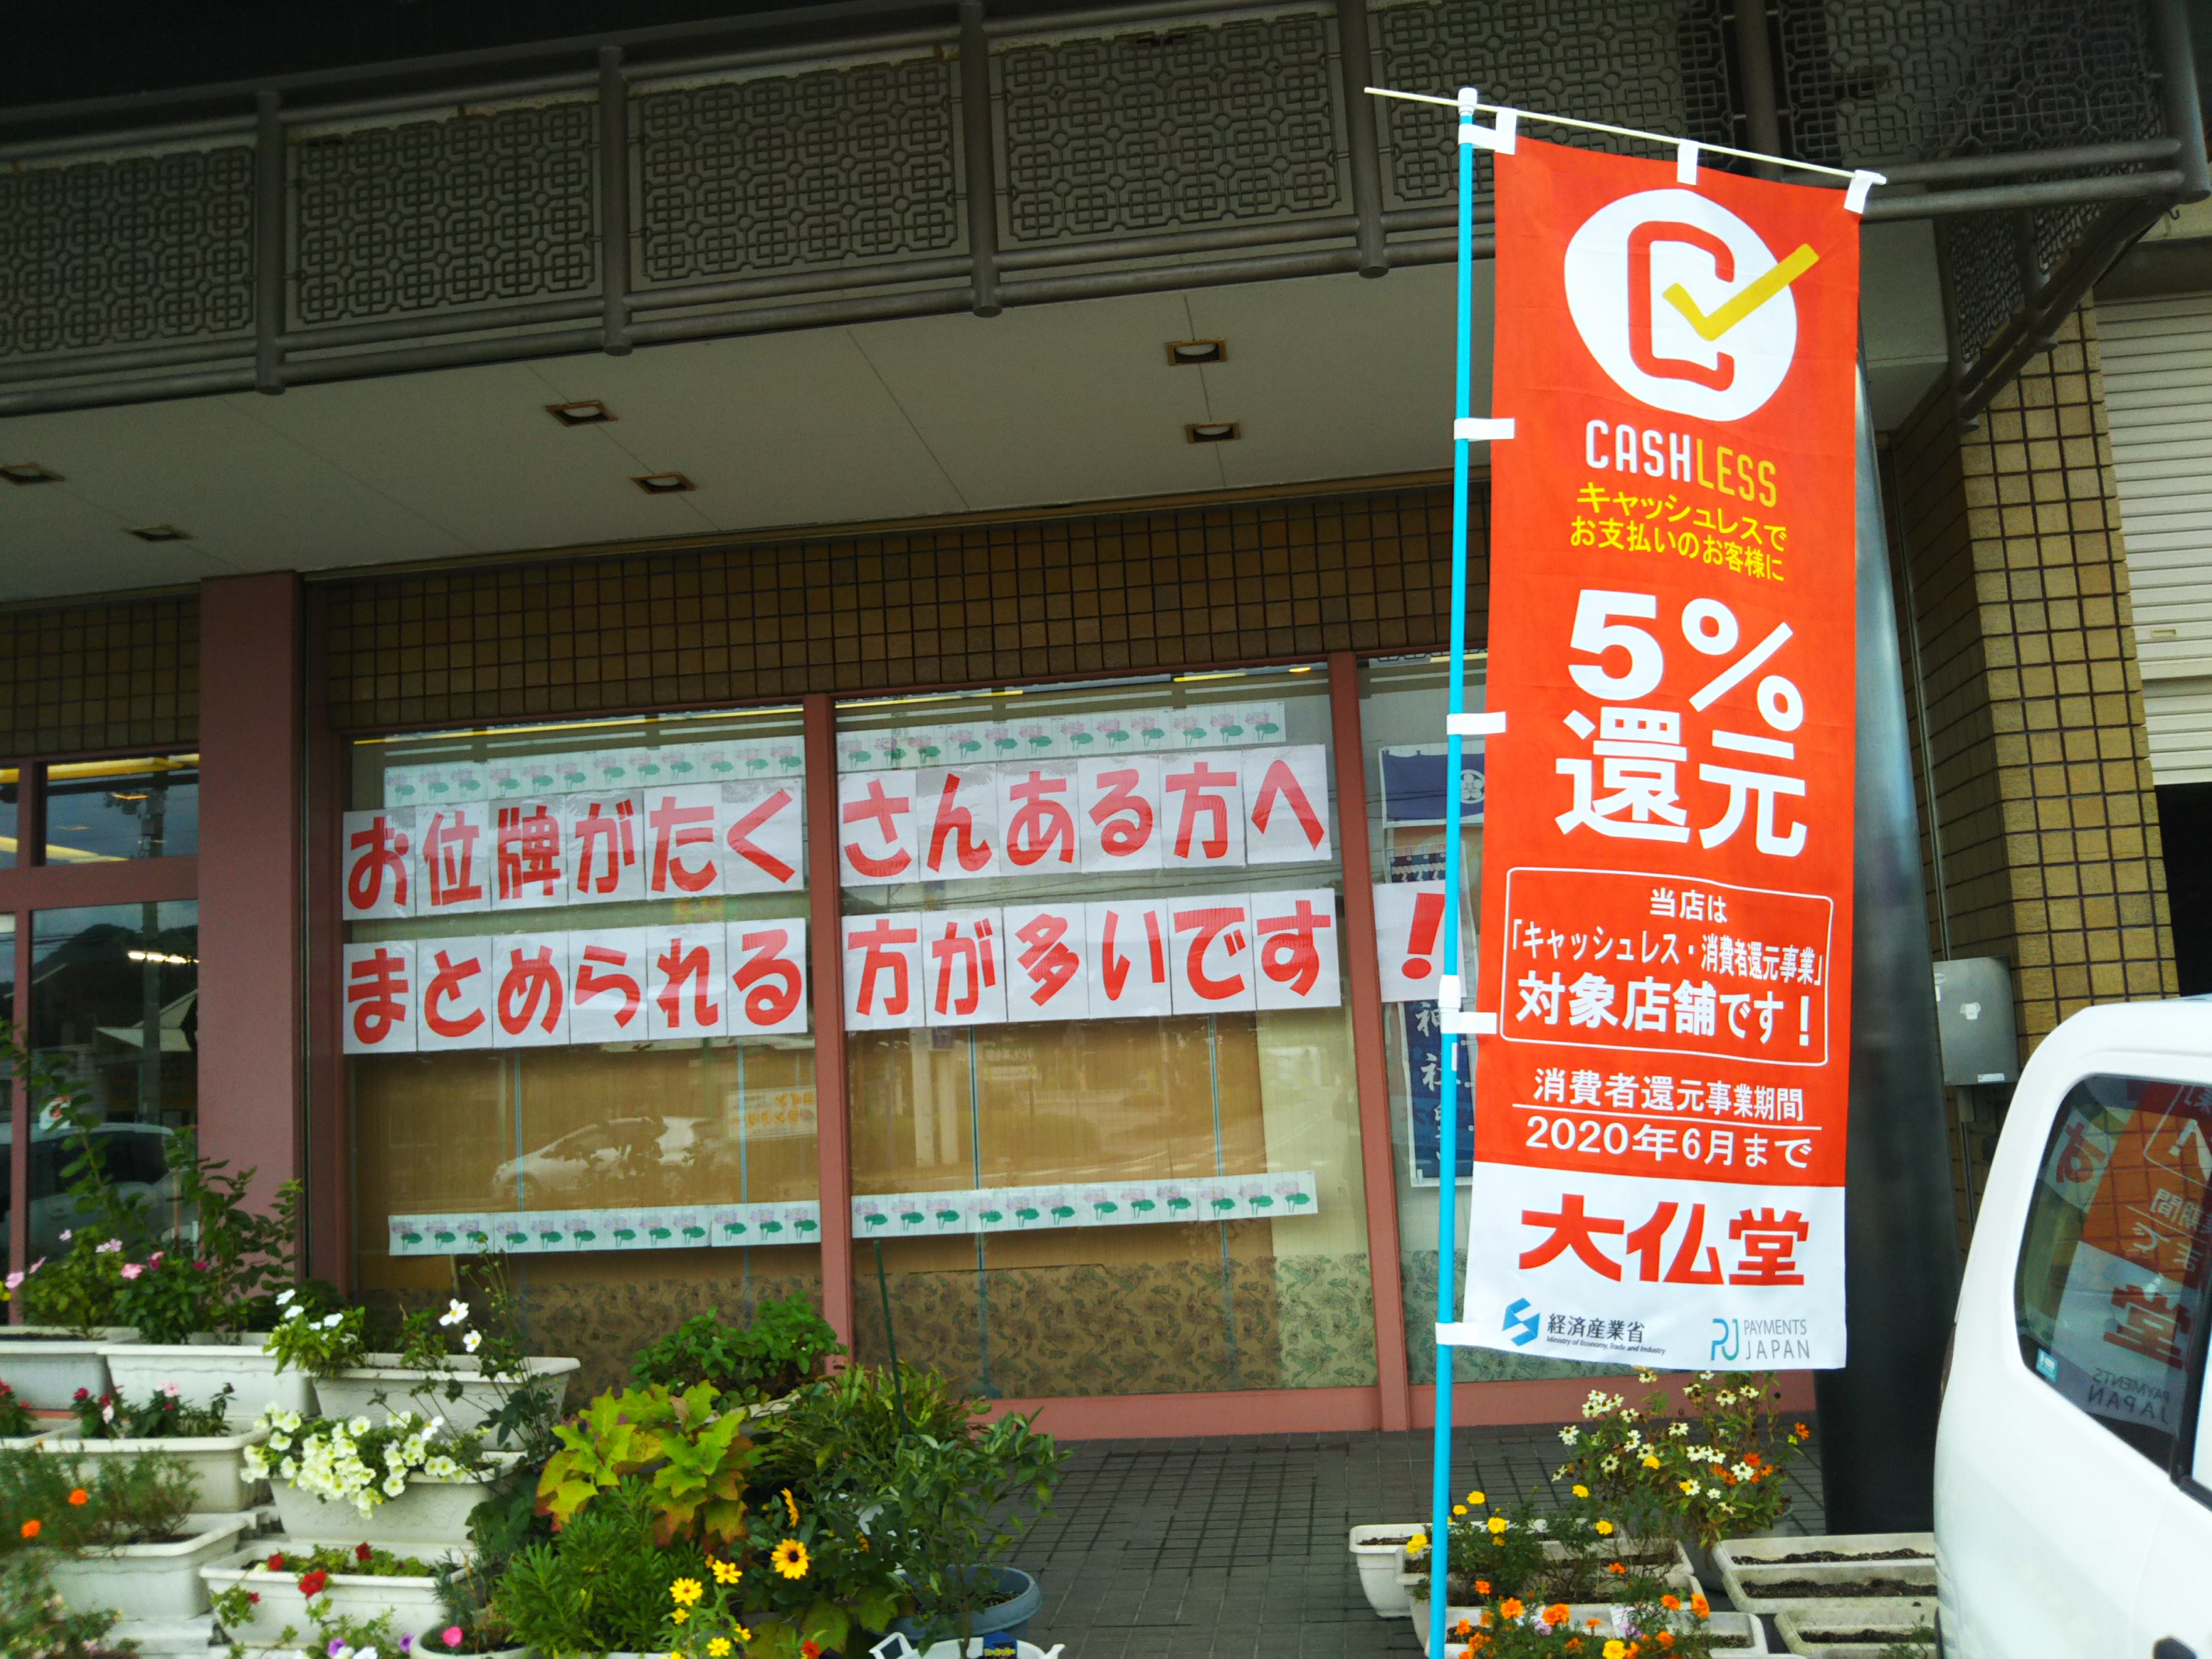 お位牌がたくさんある方へ
まとめられる方が多いです!
神社
CASHLESS
キャッシュレスで
お支払いのお客様に
5%
還元
当店は
「キャッシュレス・消費者還元事業」
対象店舗です!
消費者還元事業期間
2020年6月まで
大仏堂
経済産業省
Ministry of Economy, Trade and Industry
PAYMENTS
JAPAN